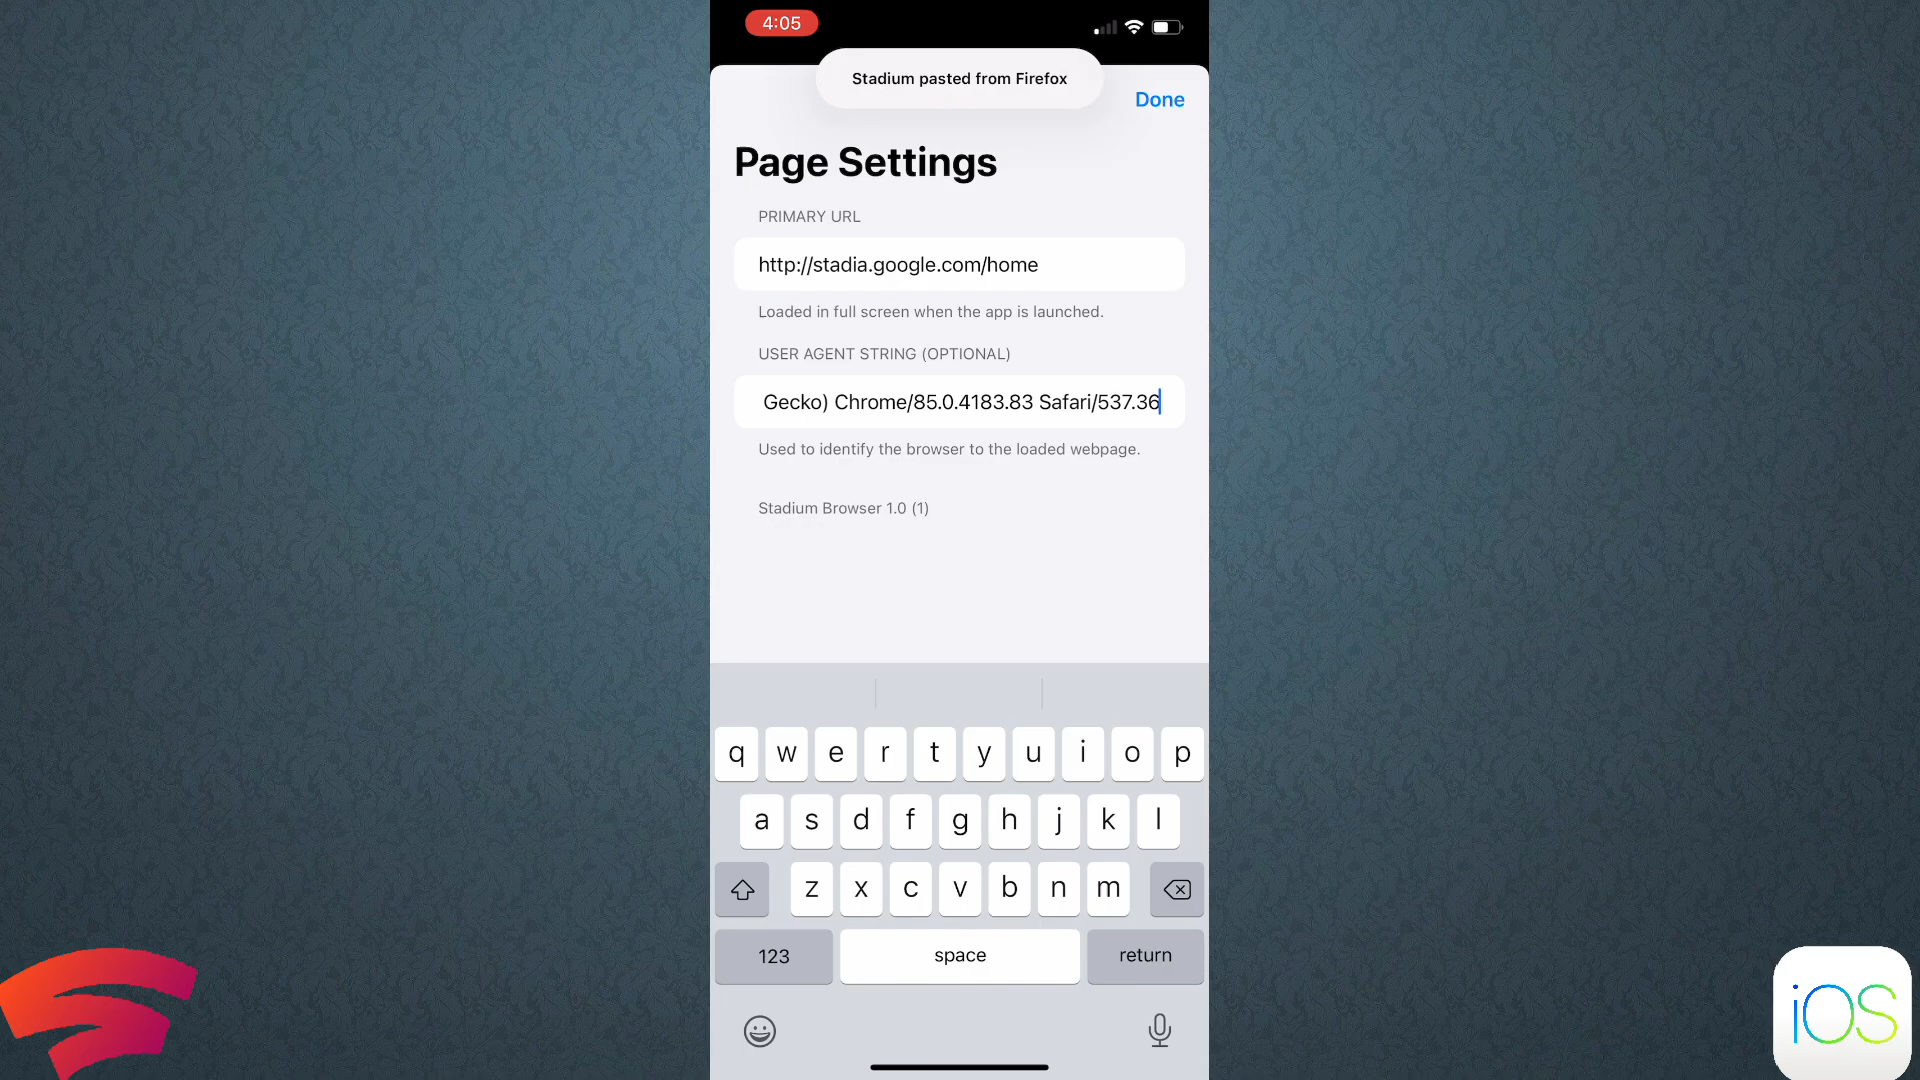 4:05
Stadium pasted from Firefox
Done
Page Settings
PRIMARY URL
http://stadia.google.com/home
Loaded in full screen when the app is launched.
USER AGENT STRING (OPTIONAL)
Gecko) Chrome/85.0.4183.83 Safari/537.36
Used to identify the browser to the loaded webpage.
Stadium Browser 1.0 (1)
q w e r t y u i o p
a s d f g h j k l
z x c v b n m
123 space return
iOS